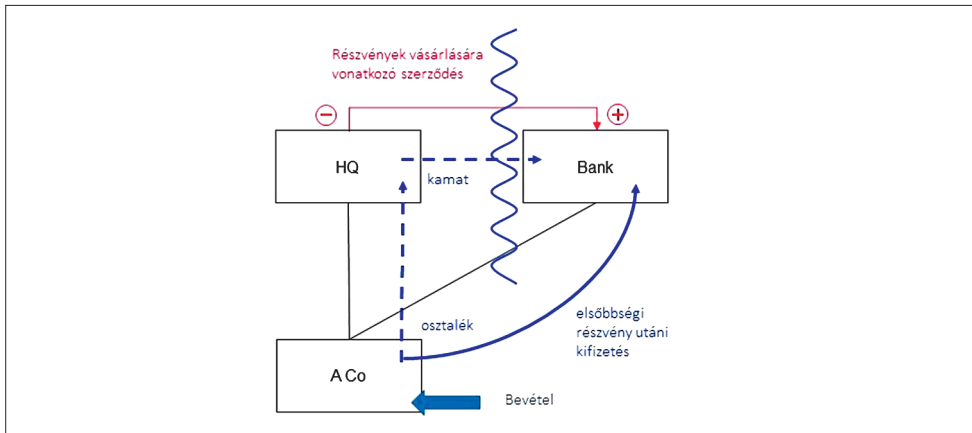 Részvények vásárlására
vonatkozó szerződés
−
+
HQ
Bank
kamat
osztalék
elsőbbségi
részvény utáni
kifizetés
A Co
Bevétel